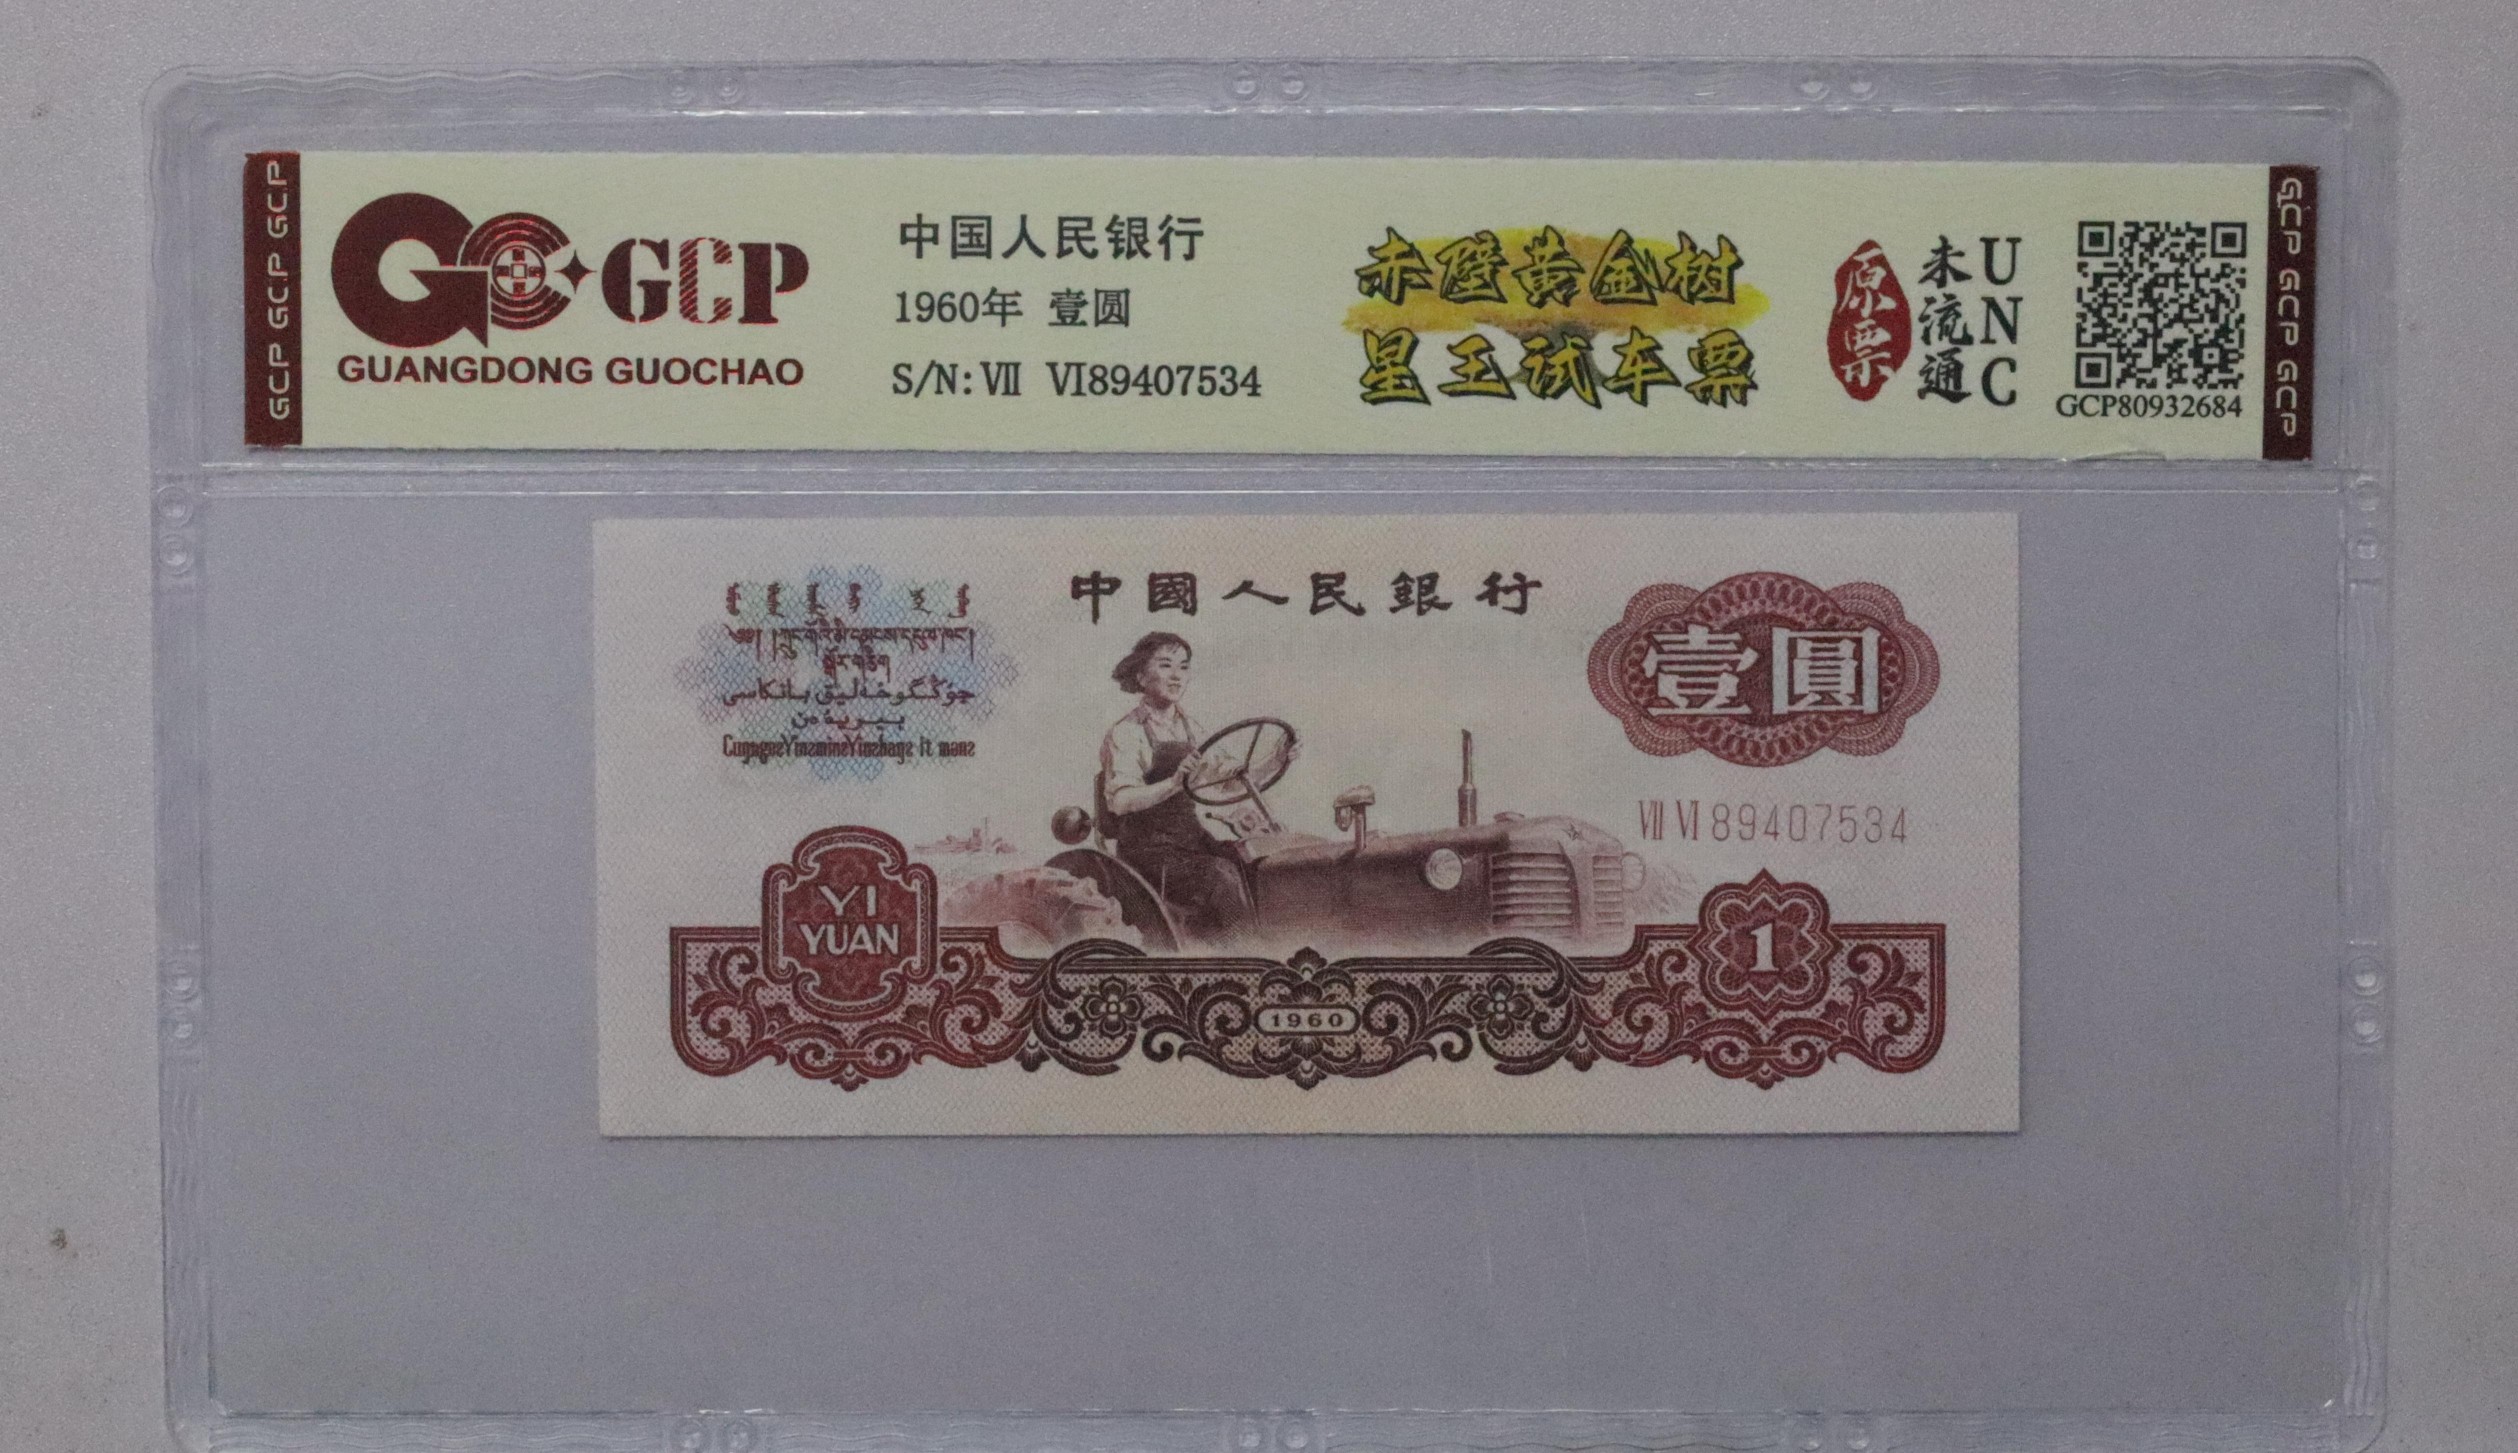 GCP GCP GCP
GCP
GUANGDONG GUOCHAO
中国人民银行
1960年 壹圆
S/N: Ⅶ Ⅵ89407534
赤壁黄金树
星王试车票
原票
未流通
UNC
GCP80932684
GCP GCP GCP
中國人民銀行
壹圓
Ⅶ Ⅵ 89407534
YI
YUAN
1960
1